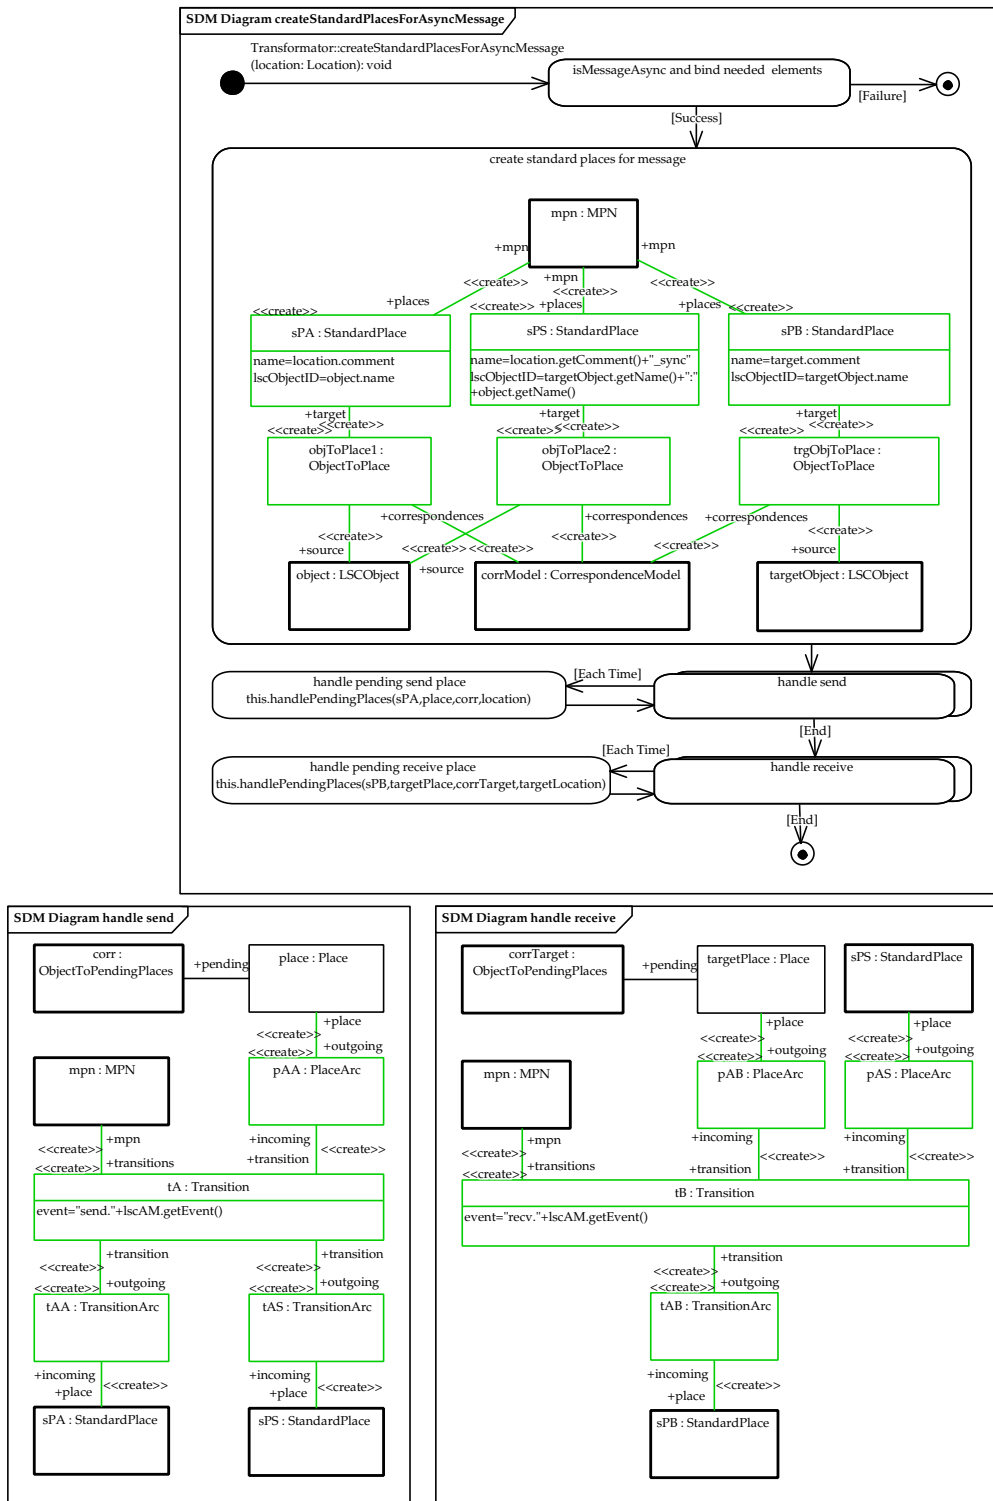 SDM Diagram createStandardPlacesForAsyncMessage
Transformator::createStandardPlacesForAsyncMessage
(location: Location): void
isMessageAsync and bind needed elements
[Failure]
[Success]
create standard places for message
mpn : MPN
+mpn
+mpn
+mpn
<<create>>
<<create>>
<<create>>
+places
+places
+places
<<create>>
<<create>>
<<create>>
sPA : StandardPlace
name=location.comment
lscObjectID=object.name
sPS : StandardPlace
name=location.getComment()+"_sync"
lscObjectID=targetObject.getName()+":"
+object.getName()
sPB : StandardPlace
name=target.comment
lscObjectID=targetObject.name
+target
+target
+target
<<create>>
<<create>>
<<create>>
<<create>>
<<create>>
<<create>>
objToPlace1 :
ObjectToPlace
objToPlace2 :
ObjectToPlace
trgObjToPlace :
ObjectToPlace
+correspondences
+correspondences
+correspondences
<<create>>
<<create>>
<<create>>
<<create>>
<<create>>
<<create>>
+source
+source
+source
object : LSCObject
corrModel : CorrespondenceModel
targetObject : LSCObject
handle pending send place
this.handlePendingPlaces(sPA,place,corr,location)
[Each Time]
handle send
[End]
handle pending receive place
this.handlePendingPlaces(sPB,targetPlace,corrTarget,targetLocation)
[Each Time]
handle receive
[End]
SDM Diagram handle send
corr :
ObjectToPendingPlaces
+pending
place : Place
+place
<<create>>
+outgoing
<<create>>
mpn : MPN
pAA : PlaceArc
+mpn
<<create>>
+transitions
<<create>>
+incoming
<<create>>
+transition
tA : Transition
event="send."+lscAM.getEvent()
+transition
<<create>>
+outgoing
<<create>>
+transition
<<create>>
+outgoing
<<create>>
tAA : TransitionArc
tAS : TransitionArc
+incoming
<<create>>
+place
+incoming
<<create>>
+place
sPA : StandardPlace
sPS : StandardPlace
SDM Diagram handle receive
corrTarget :
ObjectToPendingPlaces
+pending
targetPlace : Place
sPS : StandardPlace
+place
<<create>>
+outgoing
<<create>>
+place
<<create>>
+outgoing
<<create>>
mpn : MPN
pAB : PlaceArc
pAS : PlaceArc
+mpn
<<create>>
+transitions
<<create>>
+incoming
<<create>>
+transition
+incoming
<<create>>
+transition
tB : Transition
event="recv."+lscAM.getEvent()
+transition
<<create>>
+outgoing
<<create>>
tAB : TransitionArc
+incoming
<<create>>
+place
sPB : StandardPlace